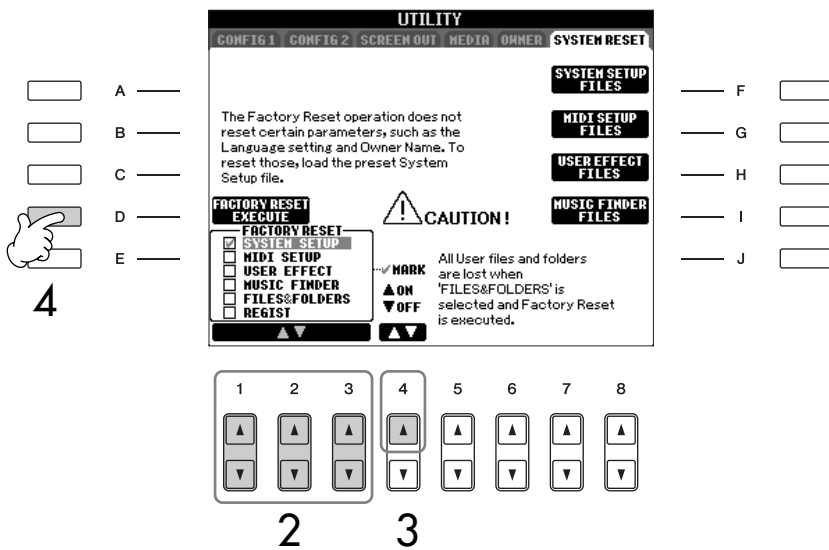 UTILITY
CONFIG 1 CONFIG 2 SCREEN OUT MEDIA OWNER SYSTEM RESET
SYSTEM SETUP
FILES
A
F
The Factory Reset operation does not
reset certain parameters, such as the
Language setting and Owner Name. To
reset those, load the preset System
Setup file.
MIDI SETUP
FILES
B
G
USER EFFECT
FILES
C
H
FACTORY RESET
EXECUTE
CAUTION!
MUSIC FINDER
FILES
D
I
FACTORY RESET
SYSTEM SETUP
MIDI SETUP
USER EFFECT
MUSIC FINDER
FILES&FOLDERS
REGIST
MARK
▲ON
▼OFF
All User files and folders
are lost when
'FILES&FOLDERS' is
selected and Factory Reset
is executed.
E
J
4
▲▼ ▲▼
1 2 3 4 5 6 7 8
▲ ▲ ▲ ▲ ▲ ▲ ▲ ▲
▼ ▼ ▼ ▼ ▼ ▼ ▼ ▼
2 3